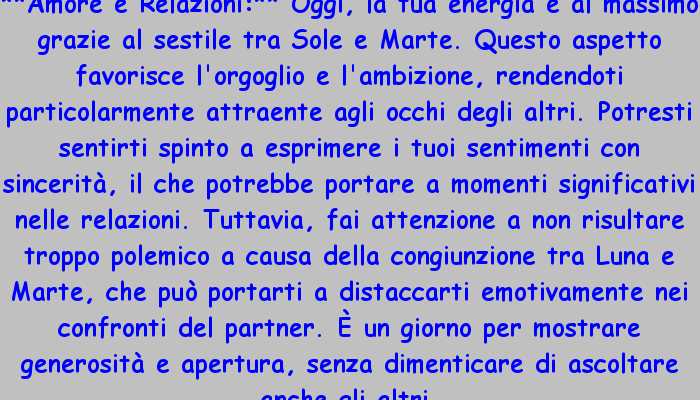 **Amore e Relazioni:** Oggi, la tua energia è al massimo
grazie al sestile tra Sole e Marte. Questo aspetto
favorisce l'orgoglio e l'ambizione, rendendoti
particolarmente attraente agli occhi degli altri. Potresti
sentirti spinto a esprimere i tuoi sentimenti con
sincerità, il che potrebbe portare a momenti significativi
nelle relazioni. Tuttavia, fai attenzione a non risultare
troppo polemico a causa della congiunzione tra Luna e
Marte, che può portarti a distaccarti emotivamente nei
confronti del partner. È un giorno per mostrare
generosità e apertura, senza dimenticare di ascoltare
anche gli altri